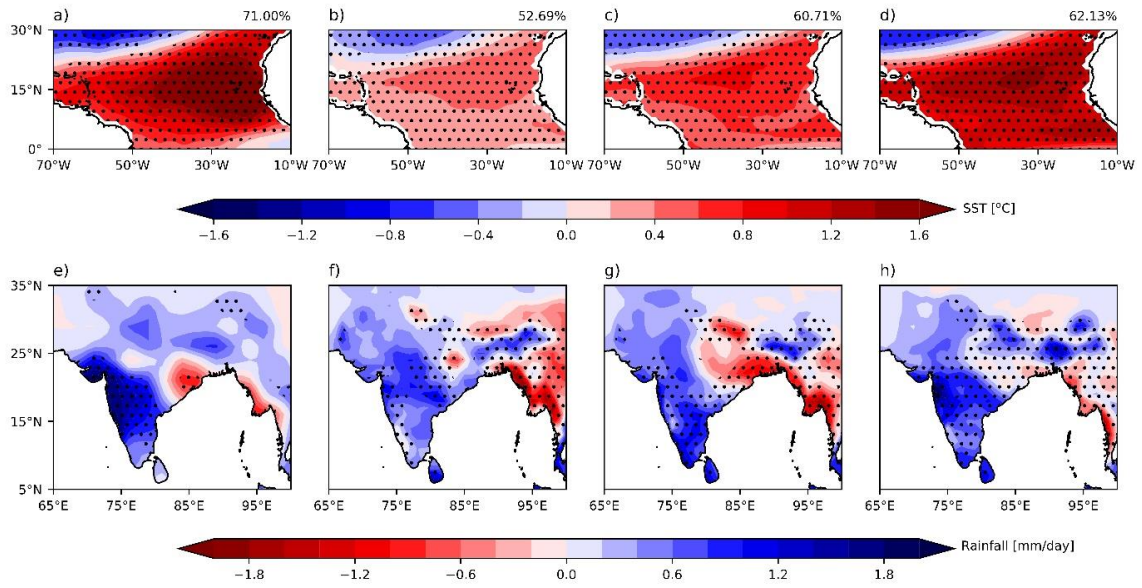 a) 71.00% b) 52.69% c) 60.71% d) 62.13%
30°N
15°N
0°
70°W 50°W 30°W 10°W 70°W 50°W 30°W 10°W 70°W 50°W 30°W 10°W 70°W 50°W 30°W 10°W
SST [°C]
−1.6 −1.2 −0.8 −0.4 0.0 0.4 0.8 1.2 1.6
e) f) g) h)
35°N
25°N
15°N
5°N
65°E 75°E 85°E 95°E 65°E 75°E 85°E 95°E 65°E 75°E 85°E 95°E 65°E 75°E 85°E 95°E
Rainfall [mm/day]
−1.8 −1.2 −0.6 0.0 0.6 1.2 1.8